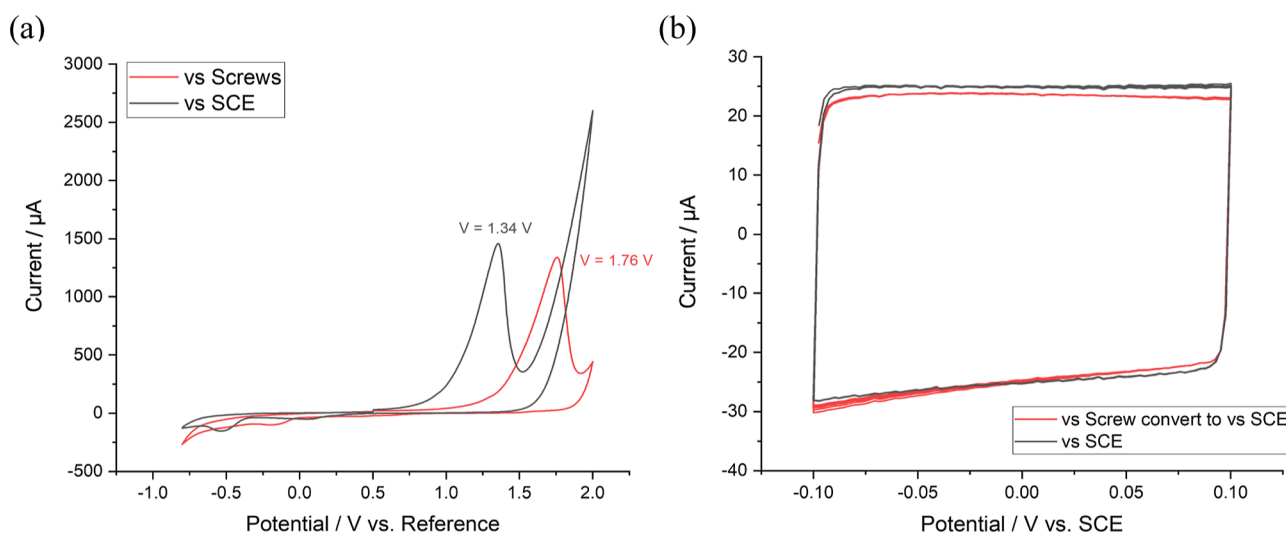 (a)
3000
2500
2000
1500
1000
500
0
-500
Current / µA
vs Screws
vs SCE
V = 1.34 V
V = 1.76 V
-1.0 -0.5 0.0 0.5 1.0 1.5 2.0
Potential / V vs. Reference
(b)
30
20
10
0
-10
-20
-30
-40
Current / µA
vs Screw convert to vs SCE
vs SCE
-0.10 -0.05 0.00 0.05 0.10
Potential / V vs. SCE